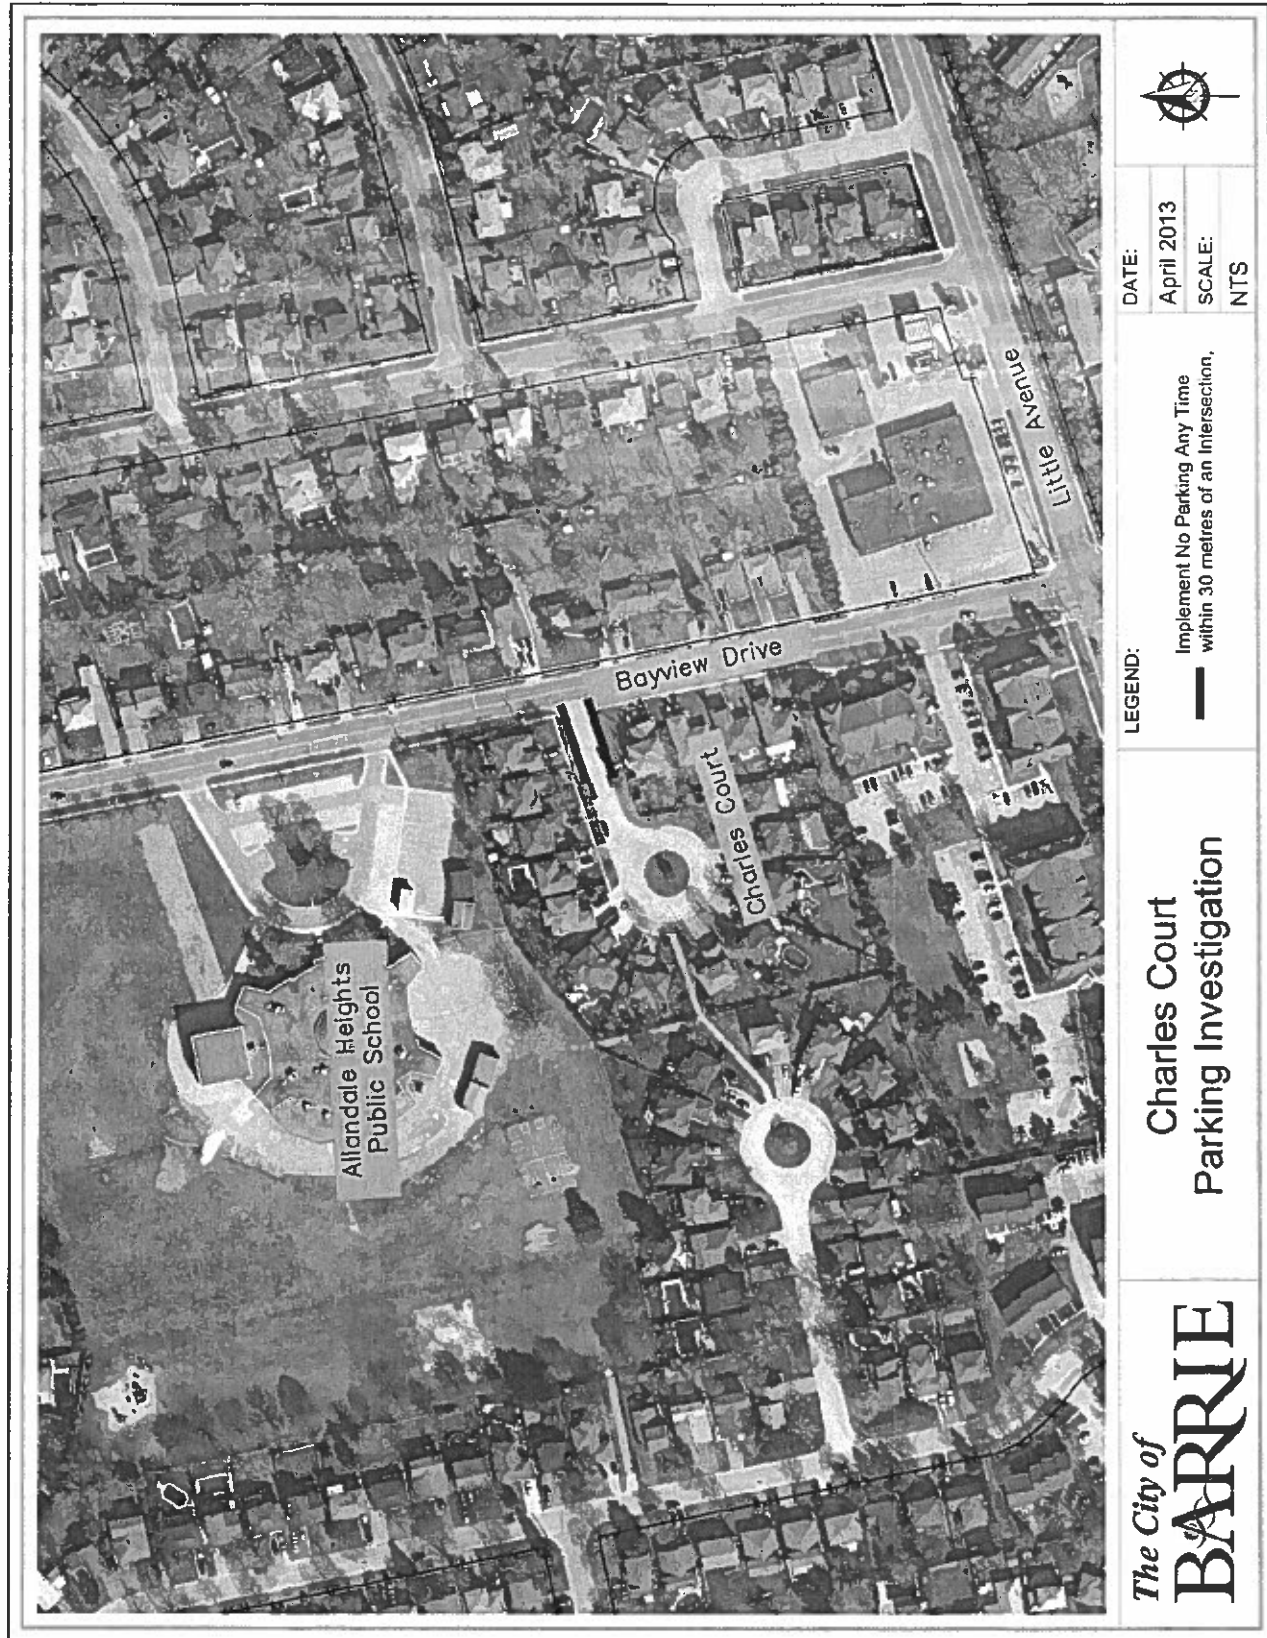 Allandale Heights
Public School
Bayview Drive
Charles Court
Little Avenue
The City of
BARRIE
Charles Court
Parking Investigation
LEGEND:
Implement No Parking Any Time
within 30 metres of an Intersection,
DATE:
April 2013
SCALE:
NTS